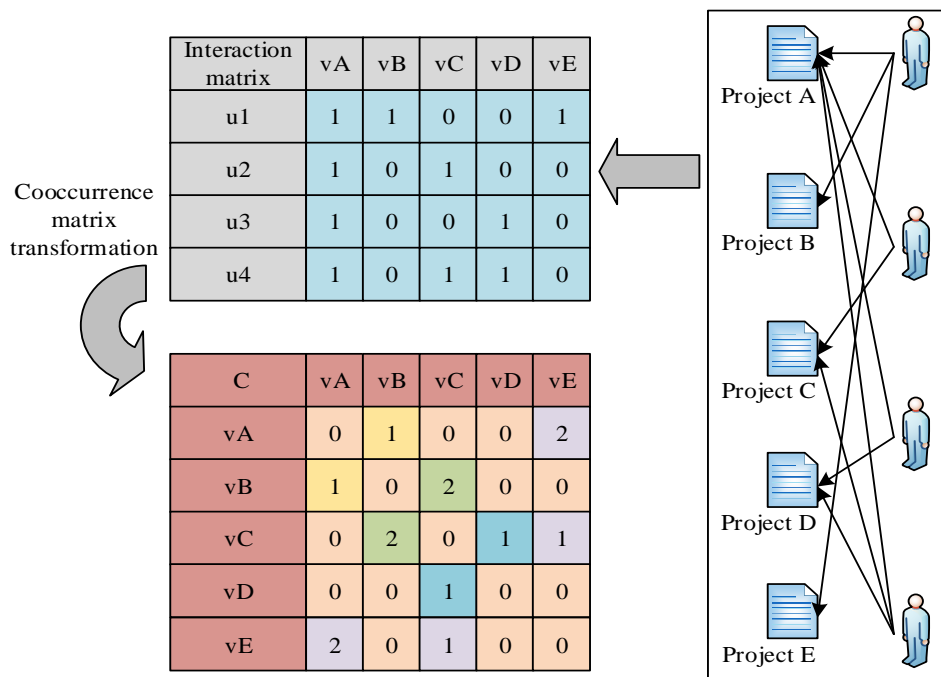 Interaction matrix vA vB vC vD vE
u1 1 1 0 0 1
u2 1 0 1 0 0
u3 1 0 0 1 0
u4 1 0 1 1 0
Cooccurrence
matrix
transformation
C vA vB vC vD vE
vA 0 1 0 0 2
vB 1 0 2 0 0
vC 0 2 0 1 1
vD 0 0 1 0 0
vE 2 0 1 0 0
Project A
Project B
Project C
Project D
Project E